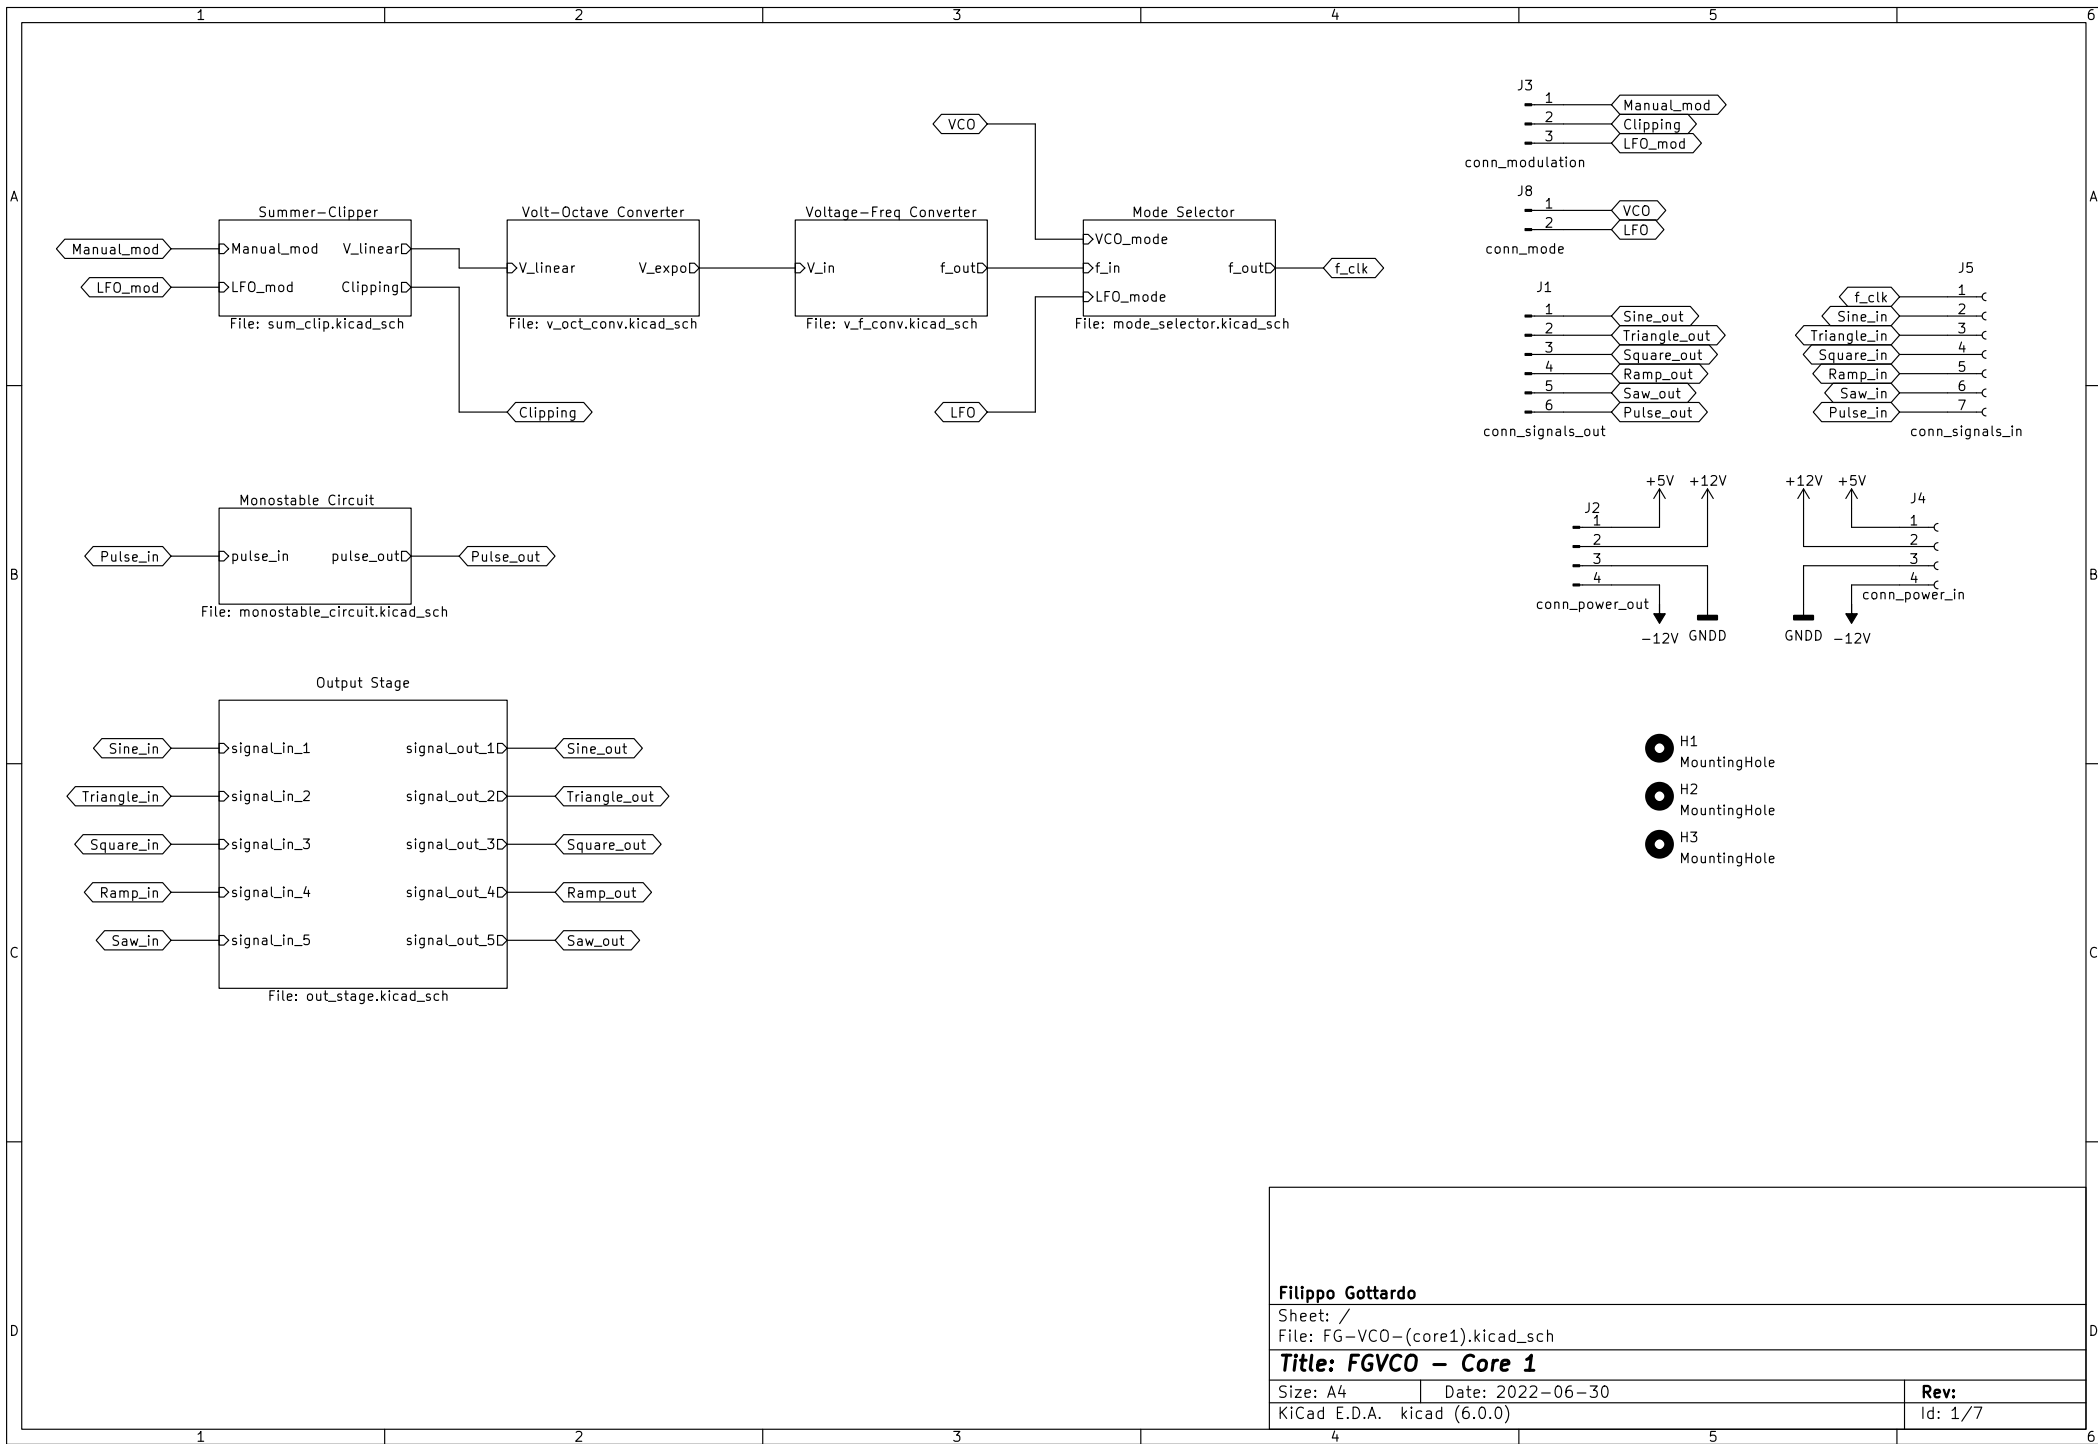 1 2 3 4 5 6
A
B
C
D
A
B
C
D
Summer-Clipper
Manual_mod
LFO_mod
Manual_mod V_linear
LFO_mod Clipping
File: sum_clip.kicad_sch
Clipping
Volt-Octave Converter
V_linear V_expo
File: v_oct_conv.kicad_sch
Voltage-Freq Converter
V_in f_out
File: v_f_conv.kicad_sch
VCO
LFO
Mode Selector
VCO_mode
f_in f_out
LFO_mode
File: mode_selector.kicad_sch
f_clk
J3
1 Manual_mod
2 Clipping
3 LFO_mod
conn_modulation
J8
1 VCO
2 LFO
conn_mode
J1
1 Sine_out
2 Triangle_out
3 Square_out
4 Ramp_out
5 Saw_out
6 Pulse_out
conn_signals_out
J5
f_clk 1
Sine_in 2
Triangle_in 3
Square_in 4
Ramp_in 5
Saw_in 6
Pulse_in 7
conn_signals_in
Monostable Circuit
Pulse_in pulse_in pulse_out Pulse_out
File: monostable_circuit.kicad_sch
+5V +12V
J2
1
2
3
4
conn_power_out
-12V GNDD
+12V +5V
J4
1
2
3
4
conn_power_in
GNDD -12V
Output Stage
Sine_in signal_in_1 signal_out_1 Sine_out
Triangle_in signal_in_2 signal_out_2 Triangle_out
Square_in signal_in_3 signal_out_3 Square_out
Ramp_in signal_in_4 signal_out_4 Ramp_out
Saw_in signal_in_5 signal_out_5 Saw_out
File: out_stage.kicad_sch
H1
MountingHole
H2
MountingHole
H3
MountingHole
Filippo Gottardo
Sheet: /
File: FG-VCO-(core1).kicad_sch
Title: FGVCO - Core 1
Size: A4 Date: 2022-06-30 Rev:
KiCad E.D.A. kicad (6.0.0) Id: 1/7
1 2 3 4 5 6